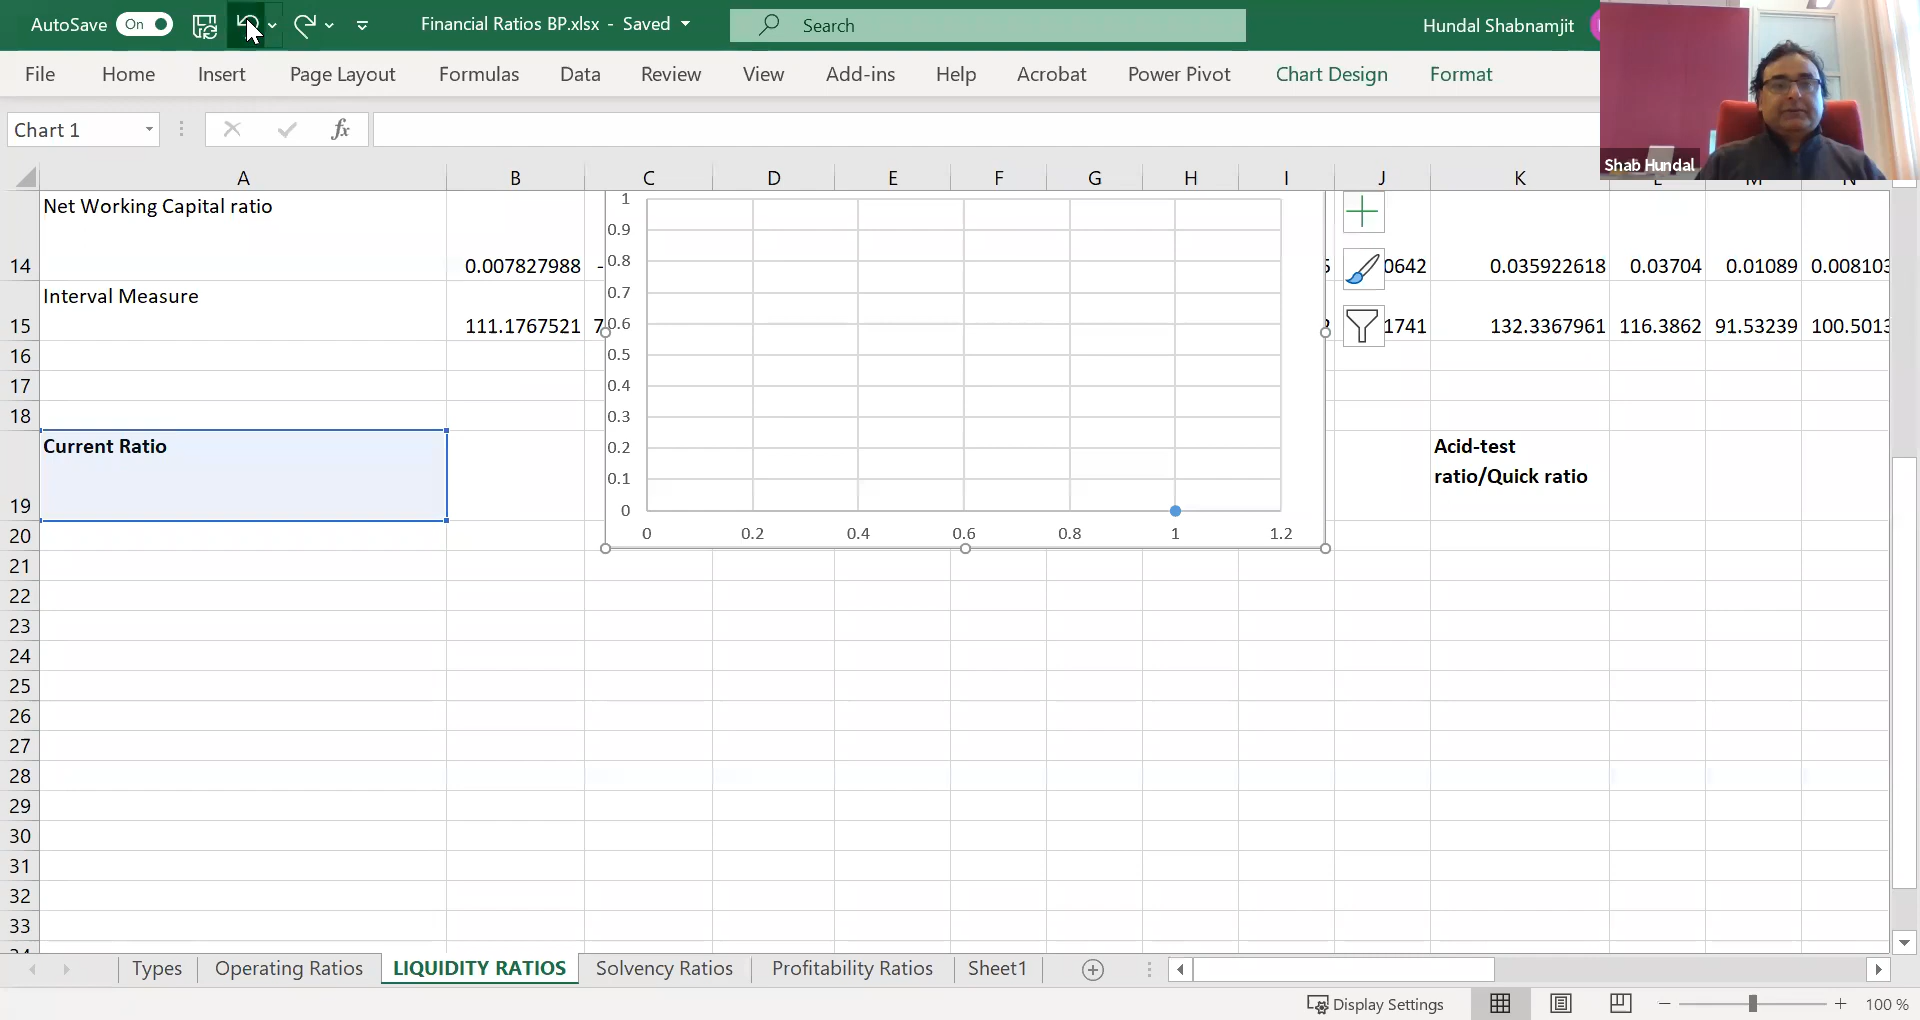 AutoSave On Financial Ratios BP.xlsx - Saved Search Hundal Shabnamjit
File Home Insert Page Layout Formulas Data Review View Add-ins Help Acrobat Power Pivot Chart Design Format
Shab Hundal
Chart 1 fx
A B C D E F G H I J K L M N
Net Working Capital ratio
14 0.007827988 - 0642 0.035922618 0.03704 0.01089 0.008103
Interval Measure
15 111.1767521 7 1741 132.3367961 116.3862 91.53239 100.5013
1
0.9
0.8
0.7
0.6
0.5
0.4
0.3
0.2
0.1
0
0 0.2 0.4 0.6 0.8 1 1.2
16
17
18
Current Ratio Acid-test
ratio/Quick ratio
19
20
21
22
23
24
25
26
27
28
29
30
31
32
33
Types Operating Ratios LIQUIDITY RATIOS Solvency Ratios Profitability Ratios Sheet1
Display Settings 100 %